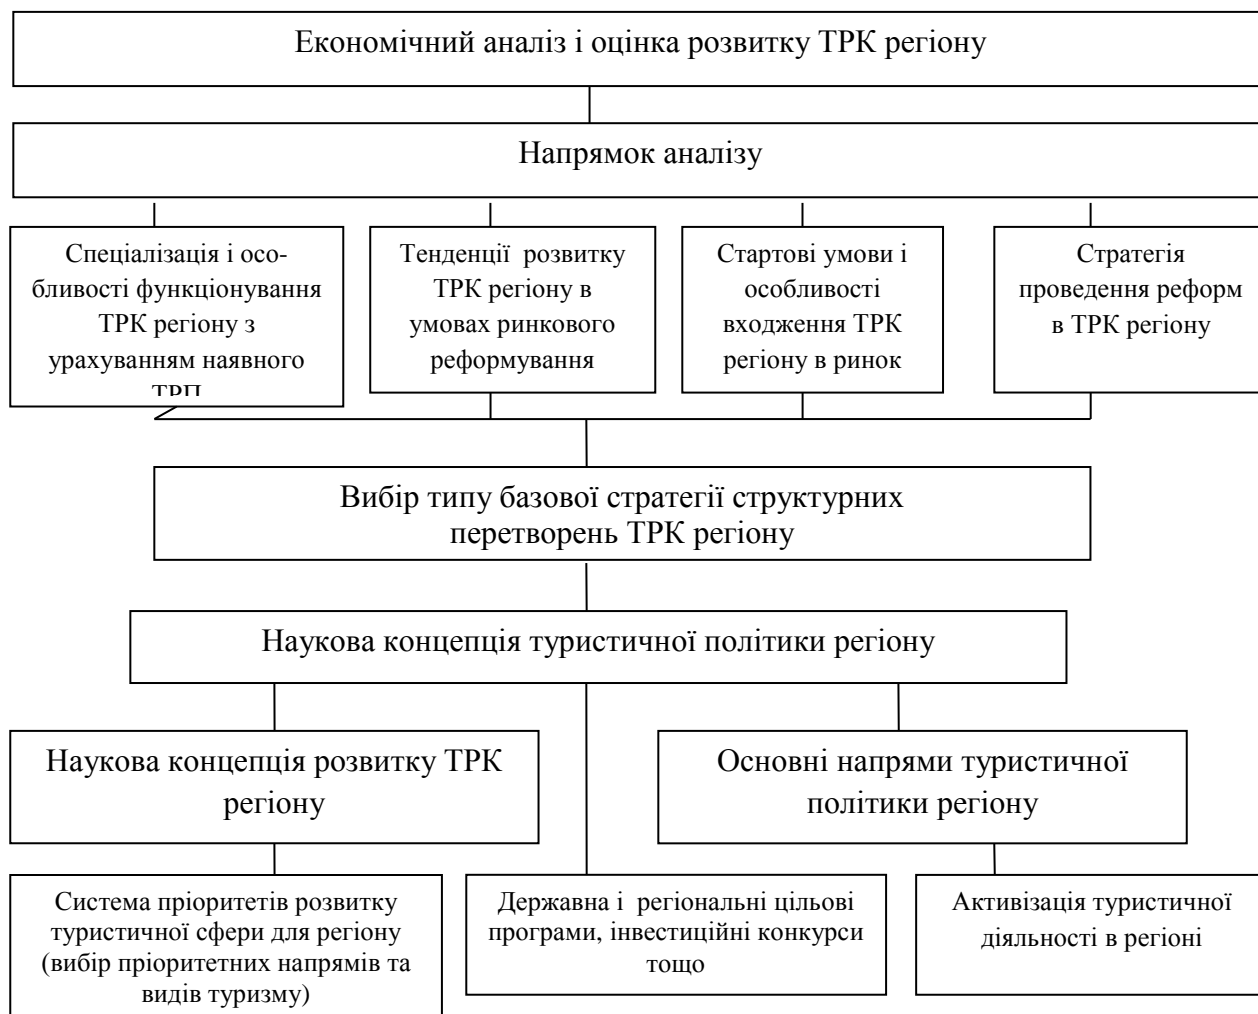 Економічний аналіз і оцінка розвитку ТРК регіону
Напрямок аналізу
Спеціалізація і осо-
бливості функціонування
ТРК регіону з
урахуванням наявного
ТРП
Тенденції розвитку
ТРК регіону в
умовах ринкового
реформування
Стартові умови і
особливості
входження ТРК
регіону в ринок
Стратегія
проведення реформ
в ТРК регіону
Вибір типу базової стратегії структурних
перетворень ТРК регіону
Наукова концепція туристичної політики регіону
Наукова концепція розвитку ТРК
регіону
Основні напрями туристичної
політики регіону
Система пріоритетів розвитку
туристичної сфери для регіону
(вибір пріоритетних напрямів та
видів туризму)
Державна і регіональні цільові
програми, інвестиційні конкурси
тощо
Активізація туристичної
діяльності в регіоні